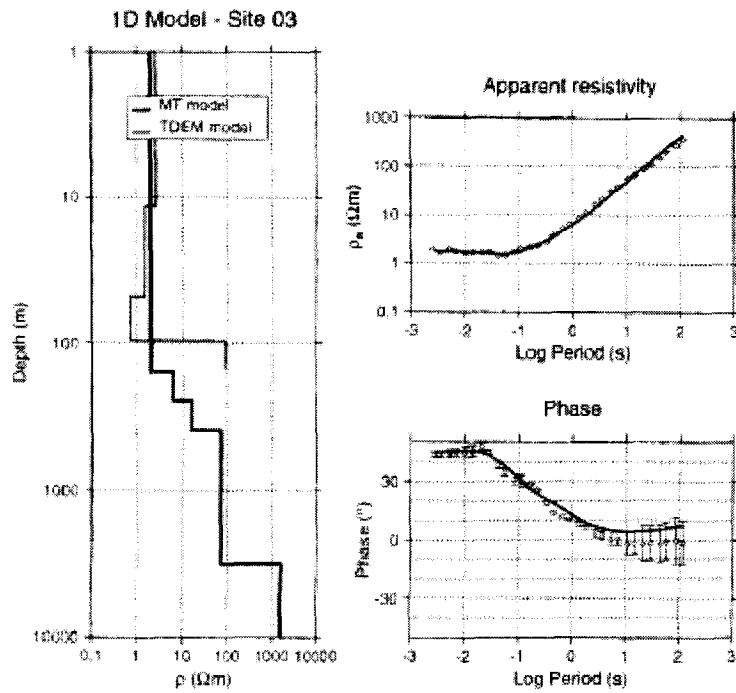 1D Model - Site 03
1
10
100
1000
10000
Depth (m)
MT model
TDEM model
0.1 1 10 100 1000 10000
ρ (Ωm)
Apparent resistivity
1000
100
10
1
0.1
ρa (Ωm)
-3 -2 -1 0 1 2 3
Log Period (s)
Phase
30
0
-30
Phase (°)
-3 -2 -1 0 1 2 3
Log Period (s)